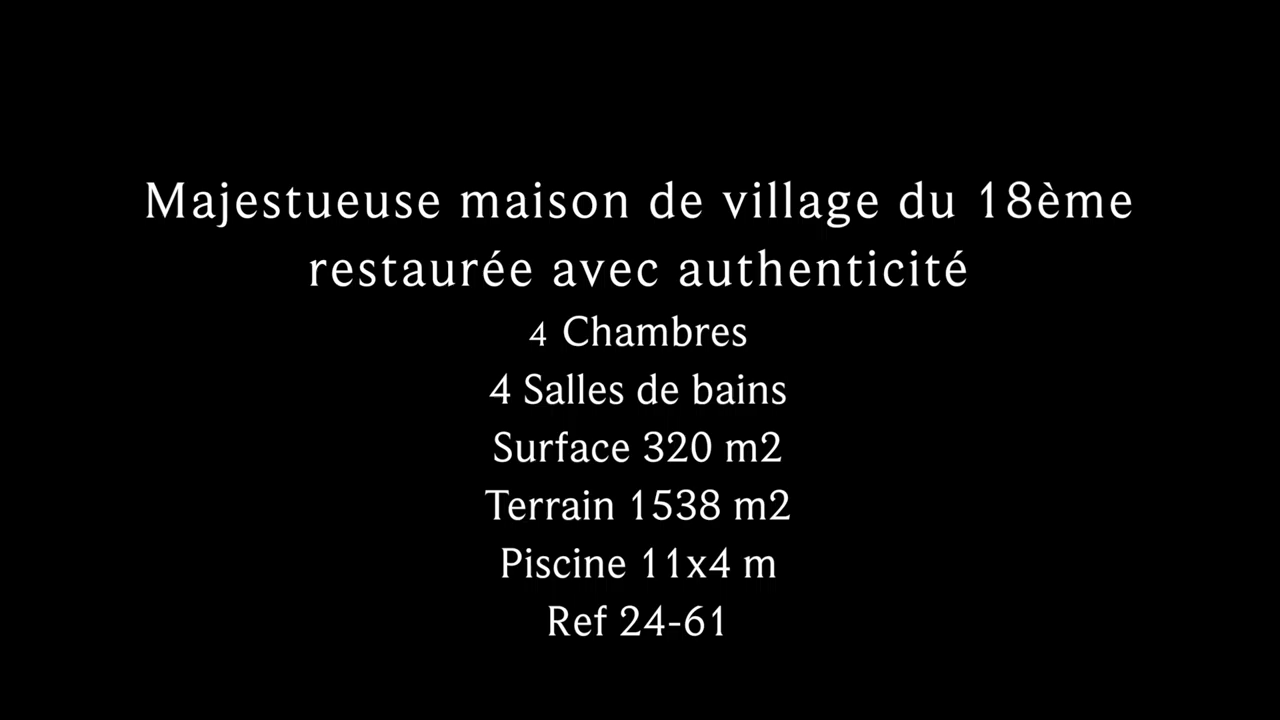 Majestueuse maison de village du 18ème
restaurée avec authenticité
4 Chambres
4 Salles de bains
Surface 320 m2
Terrain 1538 m2
Piscine 11x4 m
Ref 24-61